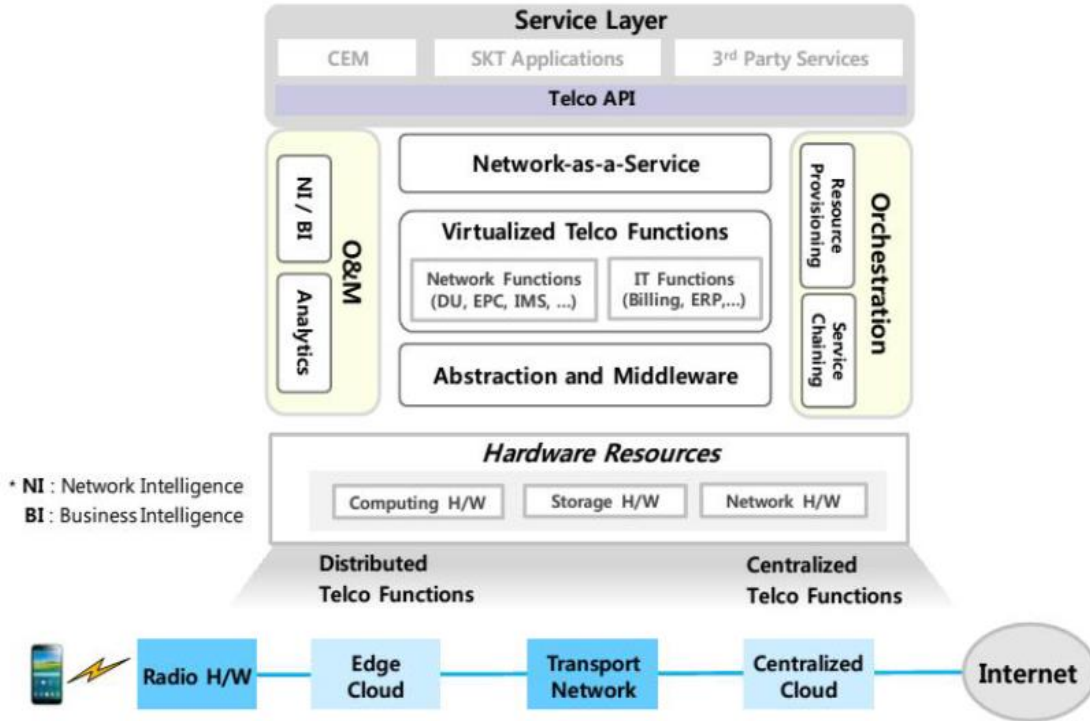 Service Layer
CEM
SKT Applications
3rd Party Services
Telco API
NI / BI
Analytics
O&M
Network-as-a-Service
Virtualized Telco Functions
Network Functions
(DU, EPC, IMS, ...)
IT Functions
(Billing, ERP,...)
Abstraction and Middleware
Resource
Provisioning
Service
Chaining
Orchestration
Hardware Resources
Computing H/W
Storage H/W
Network H/W
* NI : Network Intelligence
BI : Business Intelligence
Distributed
Telco Functions
Centralized
Telco Functions
Radio H/W
Edge
Cloud
Transport
Network
Centralized
Cloud
Internet